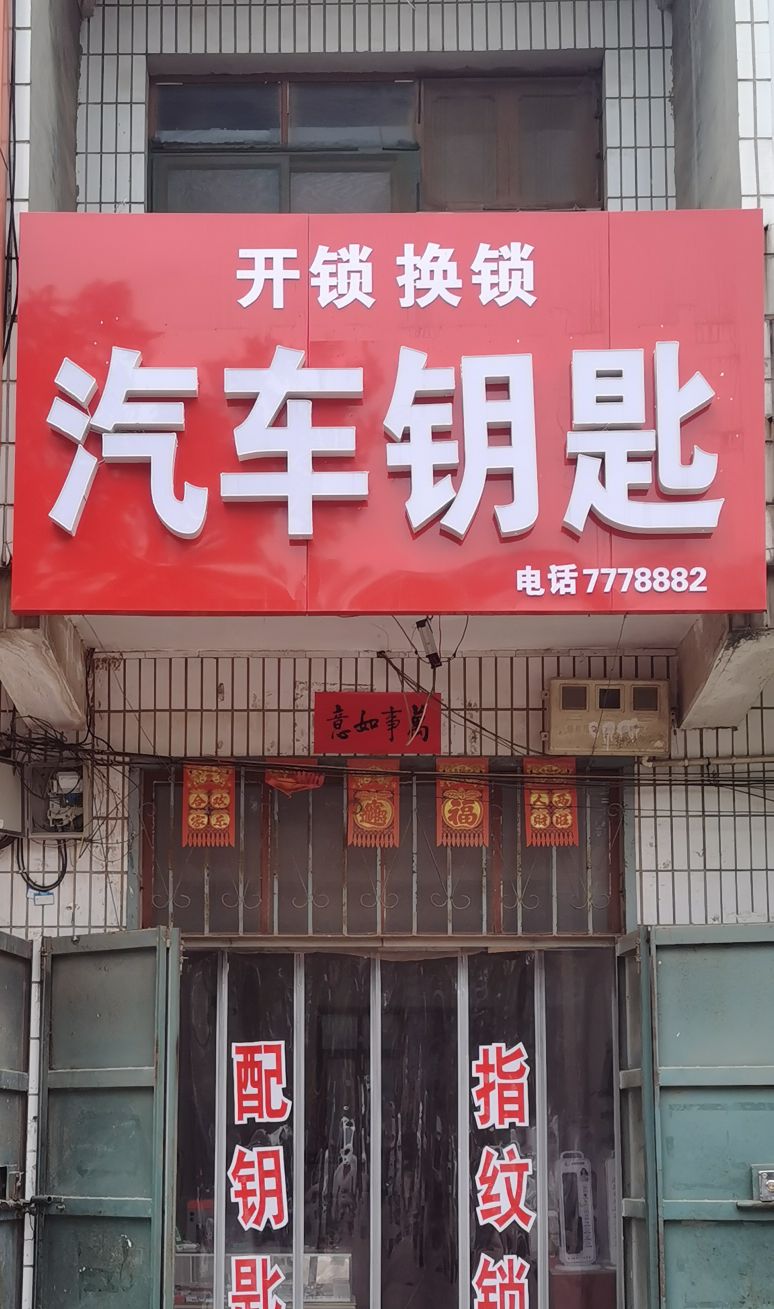 开锁 换锁
汽车钥匙
电话7778882
萬事如意
福
配钥匙
指纹锁